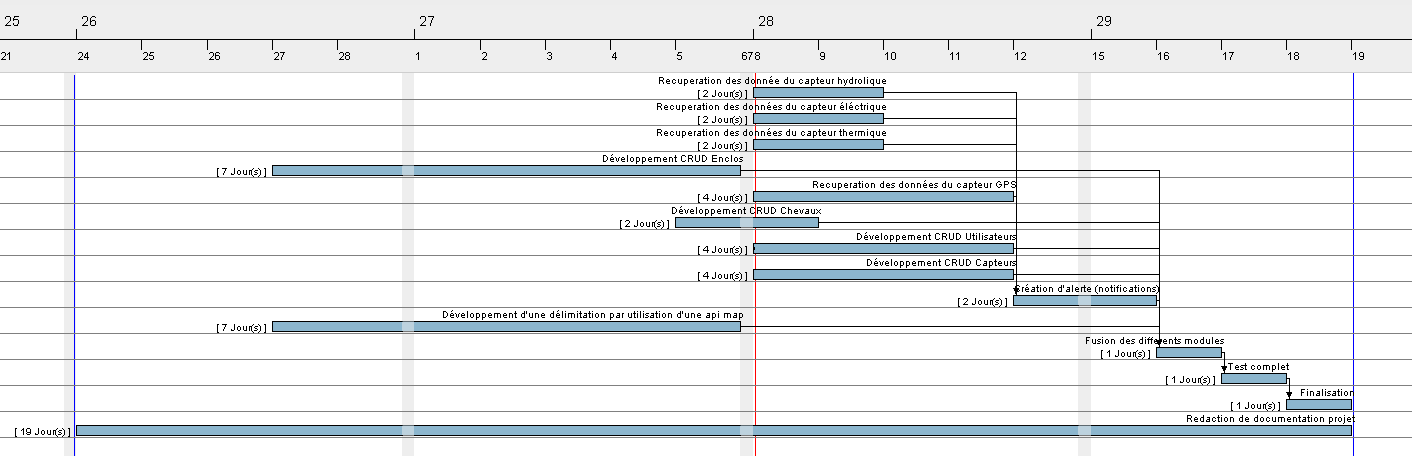 25 26 27 28 29
21 24 25 26 27 28 1 2 3 4 5 6 7 8 9 10 11 12 15 16 17 18 19
Recuperation des donnée du capteur hydrolique
[ 2 Jour(s) ]
Recuperation des données du capteur éléctrique
[ 2 Jour(s) ]
Recuperation des données du capteur thermique
[ 2 Jour(s) ]
Développement CRUD Enclos
[ 7 Jour(s) ]
Recuperation des données du capteur GPS
[ 4 Jour(s) ]
Développement CRUD Chevaux
[ 2 Jour(s) ]
Développement CRUD Utilisateurs
[ 4 Jour(s) ]
Développement CRUD Capteurs
[ 4 Jour(s) ]
Création d'alerte (notifications)
[ 2 Jour(s) ]
Développement d'une délimitation par utilisation d'une api map
[ 7 Jour(s) ]
Fusion des differents modules
[ 1 Jour(s) ]
Test complet
[ 1 Jour(s) ]
Finalisation
[ 1 Jour(s) ]
Redaction de documentation projet
[ 19 Jour(s) ]